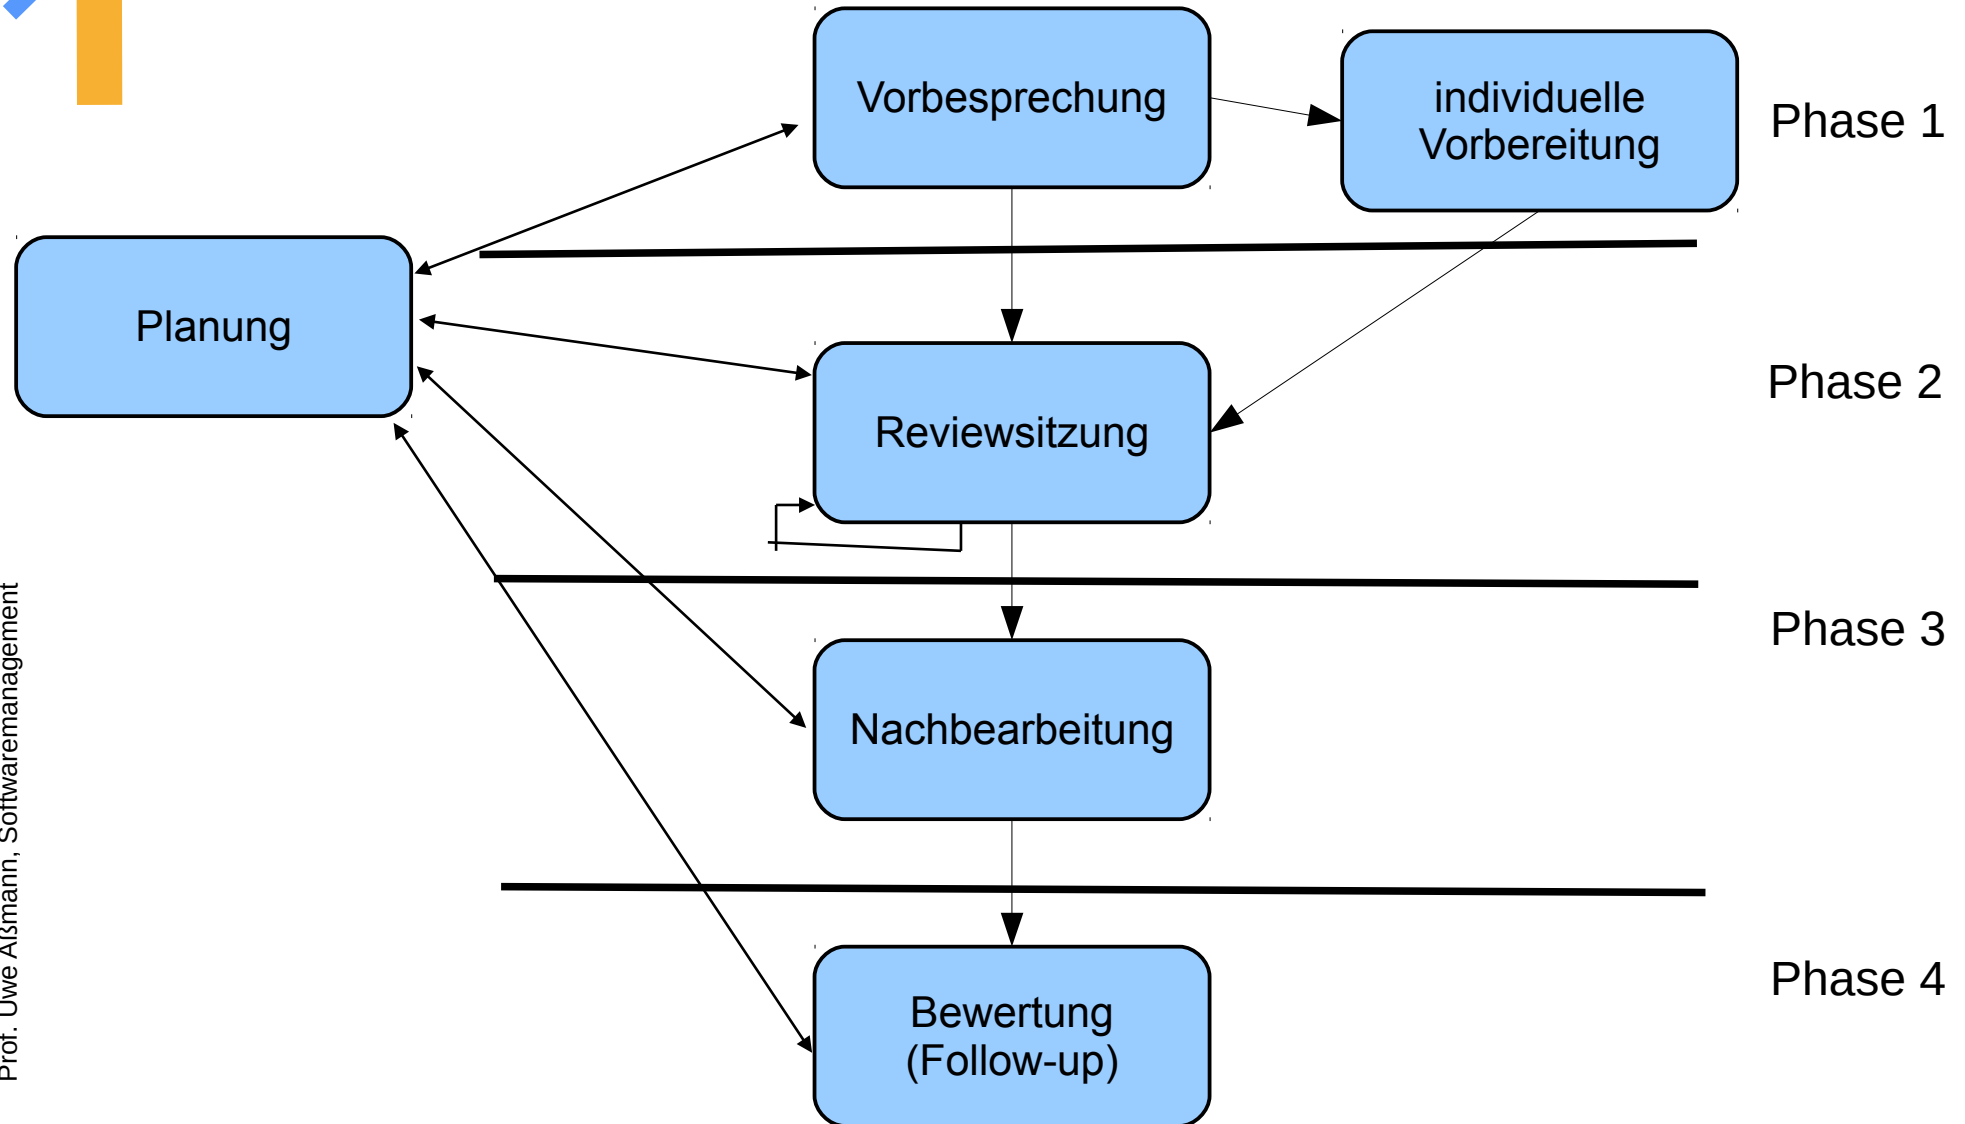 Vorbesprechung
individuelle
Vorbereitung
Phase 1
Planung
Phase 2
Reviewsitzung
Phase 3
Nachbearbeitung
Phase 4
Bewertung
(Follow-up)
Prof. Uwe Aßmann, Softwaremanagement